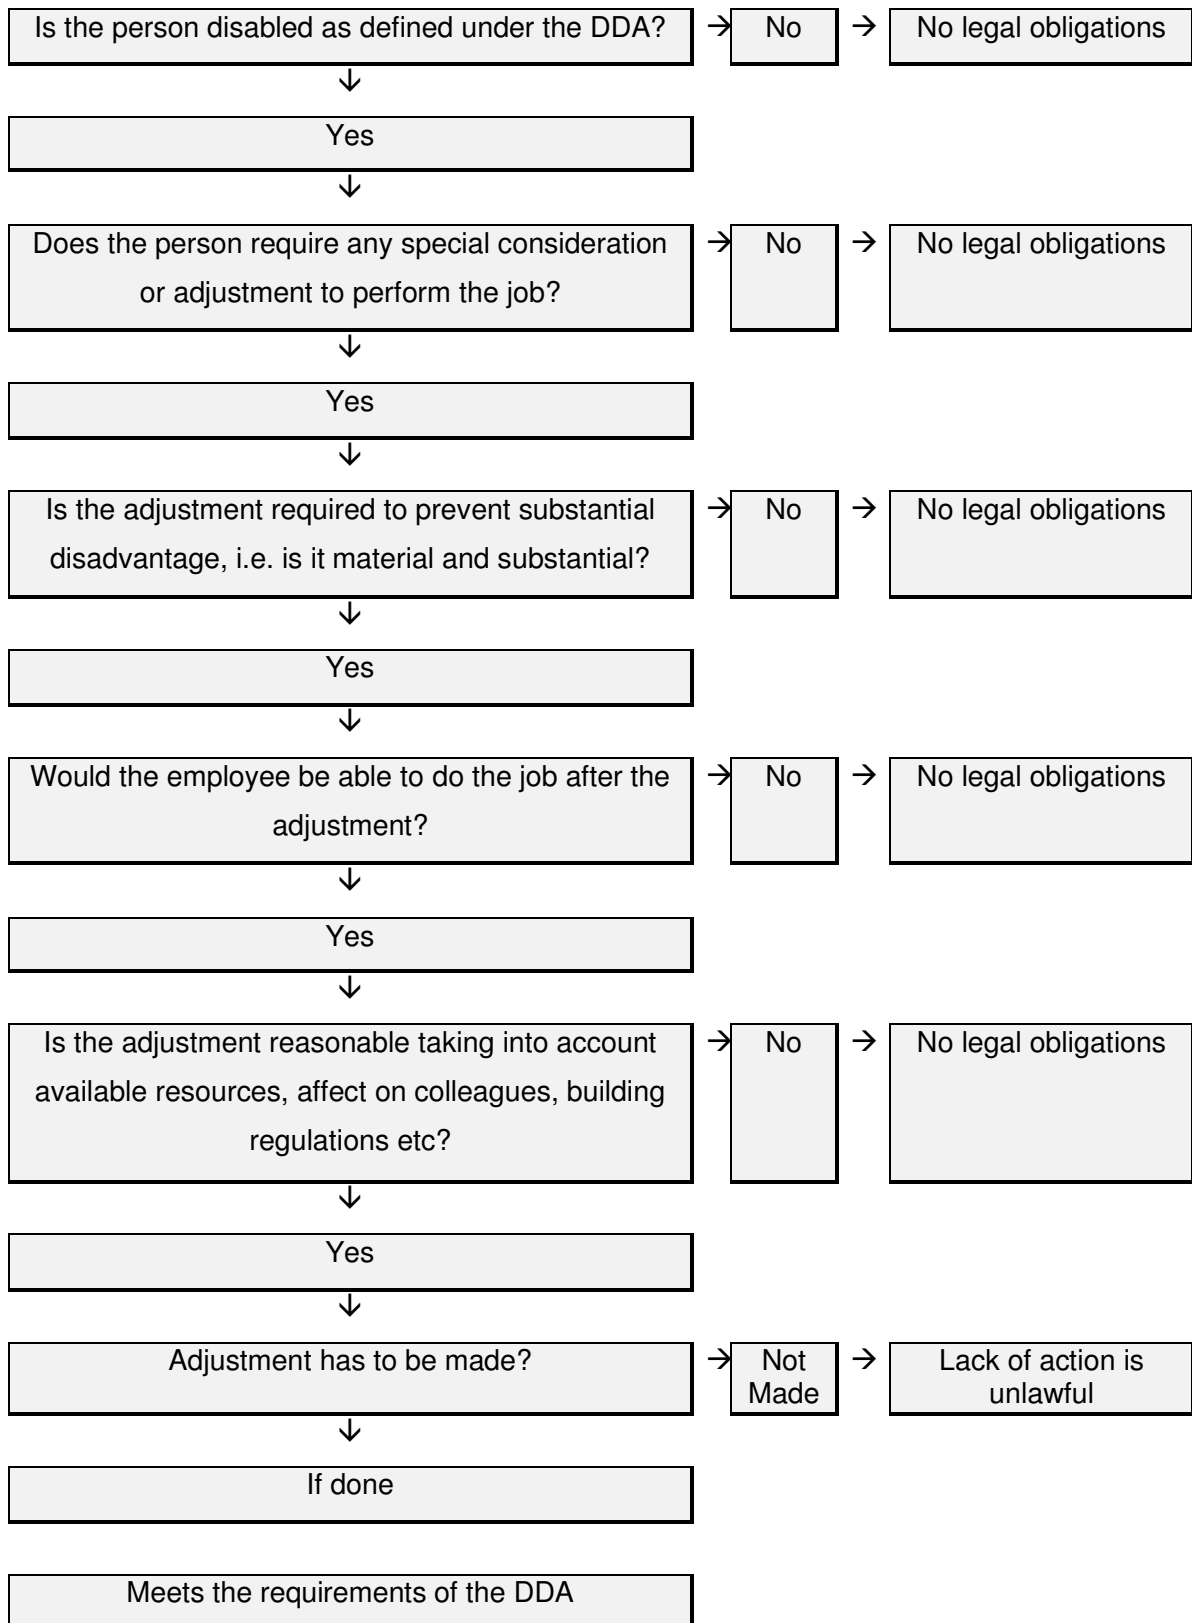 Is the person disabled as defined under the DDA? → No → No legal obligations
↓
Yes
↓
Does the person require any special consideration → No → No legal obligations
or adjustment to perform the job?
↓
Yes
↓
Is the adjustment required to prevent substantial → No → No legal obligations
disadvantage, i.e. is it material and substantial?
↓
Yes
↓
Would the employee be able to do the job after the → No → No legal obligations
adjustment?
↓
Yes
↓
Is the adjustment reasonable taking into account → No → No legal obligations
available resources, affect on colleagues, building
regulations etc?
↓
Yes
↓
Adjustment has to be made? → Not Made → Lack of action is unlawful
↓
If done
Meets the requirements of the DDA